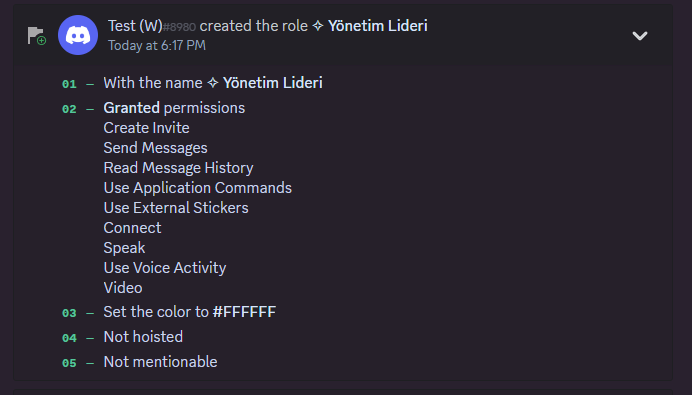 Test (W)#8980 created the role ✧ Yönetim Lideri
Today at 6:17 PM
01 — With the name ✧ Yönetim Lideri
02 — Granted permissions
Create Invite
Send Messages
Read Message History
Use Application Commands
Use External Stickers
Connect
Speak
Use Voice Activity
Video
03 — Set the color to #FFFFFF
04 — Not hoisted
05 — Not mentionable